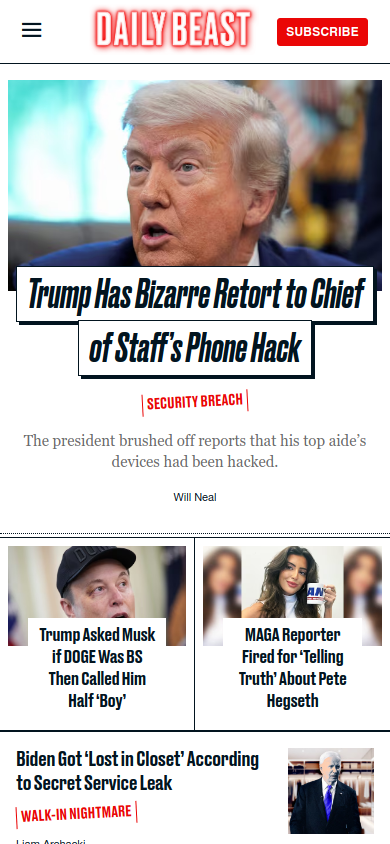 DAILY BEAST
SUBSCRIBE
Trump Has Bizarre Retort to Chief
of Staff’s Phone Hack
SECURITY BREACH
The president brushed off reports that his top aide’s
devices had been hacked.
Will Neal
Trump Asked Musk
if DOGE Was BS
Then Called Him
Half ‘Boy’
MAGA Reporter
Fired for ‘Telling
Truth’ About Pete
Hegseth
Biden Got ‘Lost in Closet’ According
to Secret Service Leak
WALK-IN NIGHTMARE